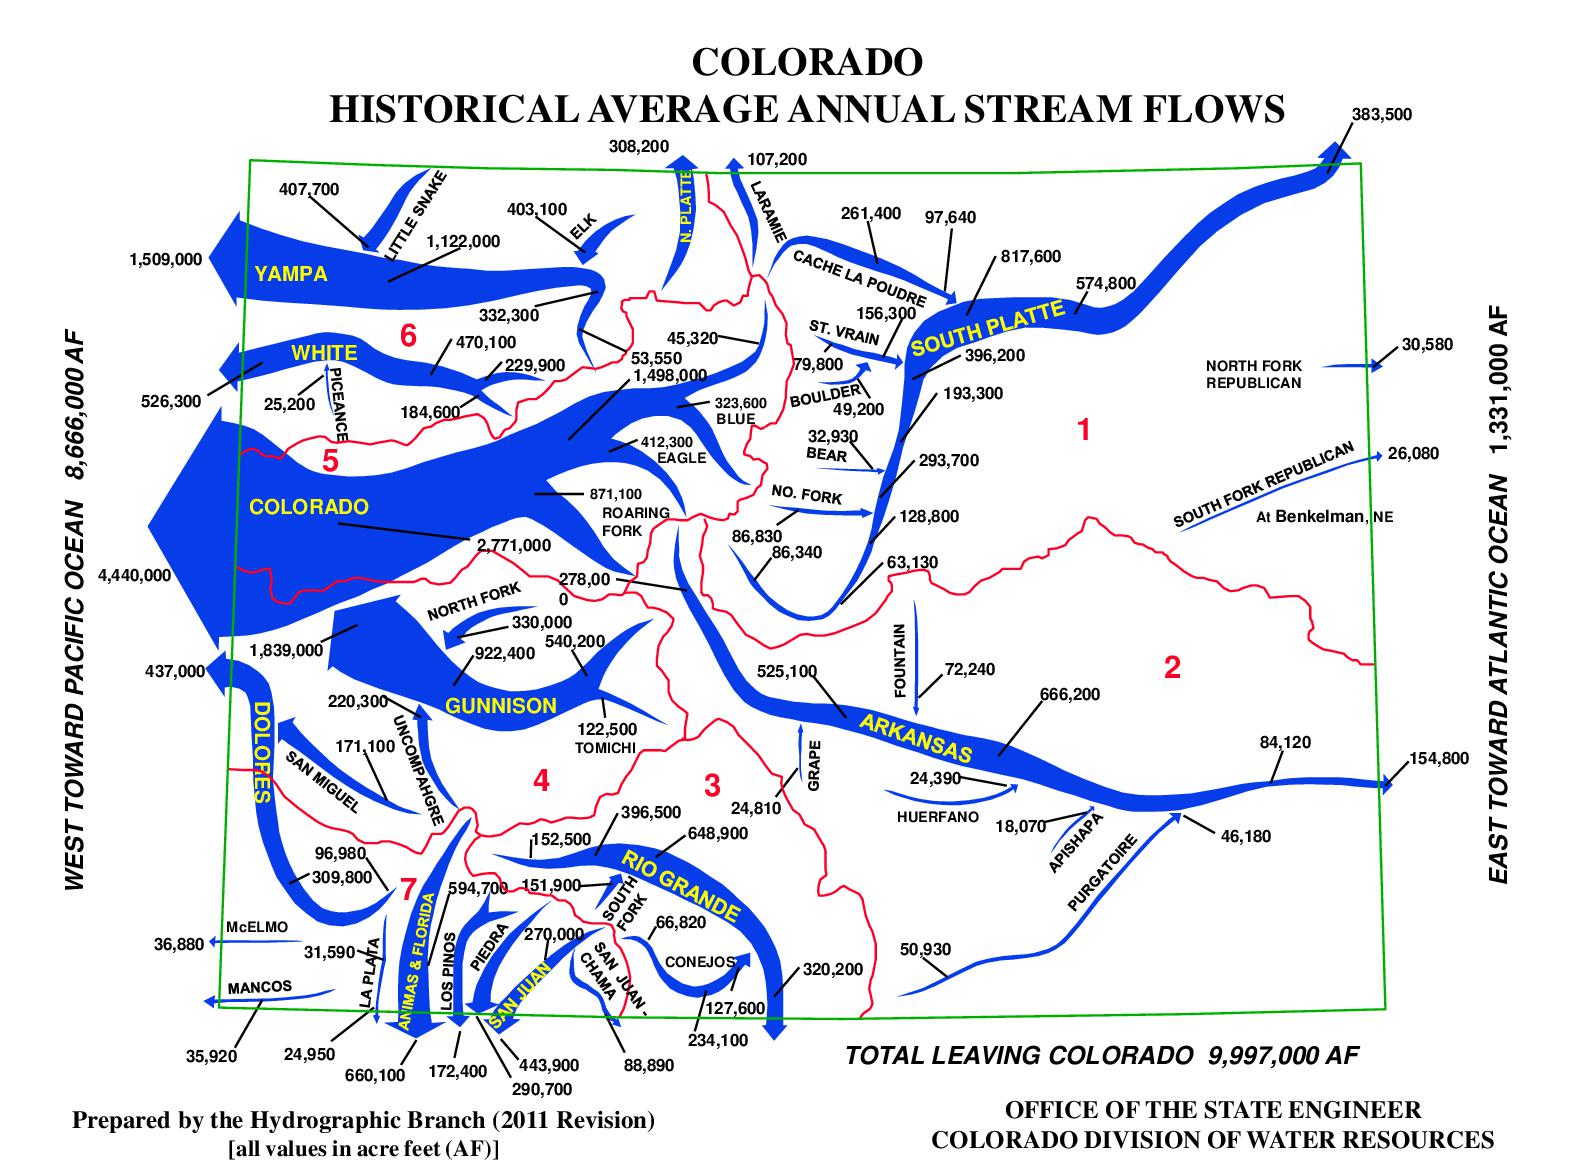 COLORADO
HISTORICAL AVERAGE ANNUAL STREAM FLOWS
383,500
308,200
107,200
407,700
LITTLE SNAKE
403,100
ELK
N. PLATTE
LARAMIE
261,400
97,640
1,509,000
YAMPA
1,122,000
CACHE LA POUDRE
817,600
574,800
332,300
156,300
ST. VRAIN
SOUTH PLATTE
6
WHITE
470,100
229,900
45,320
53,550
1,498,000
79,800
396,200
30,580
NORTH FORK
REPUBLICAN
526,300
25,200
PICEANCE
184,600
323,600
BLUE
BOULDER
49,200
193,300
1
412,300
EAGLE
32,930
BEAR
293,700
SOUTH FORK REPUBLICAN
26,080
At Benkelman, NE
5
COLORADO
871,100
ROARING
FORK
NO. FORK
86,830
86,340
128,800
2,771,000
63,130
4,440,000
278,00
0
NORTH FORK
330,000
540,200
1,839,000
922,400
437,000
220,300
GUNNISON
525,100
FOUNTAIN
72,240
2
666,200
DOLORES
171,100
SAN MIGUEL
UNCOMPAHGRE
122,500
TOMICHI
ARKANSAS
84,120
154,800
4
3
GRAPE
24,810
24,390
HUERFANO
18,070
APISHAPA
46,180
PURGATOIRE
396,500
152,500
648,900
RIO GRANDE
96,980
309,800
7
594,700
151,900
SOUTH
FORK
66,820
McELMO
36,880
31,590
LA PLATA
ANIMAS & FLORIDA
LOS PINOS
PIEDRA
270,000
SAN JUAN
SAN JUAN-
CHAMA
CONEJOS
320,200
50,930
MANCOS
127,600
234,100
35,920
24,950
660,100
172,400
443,900
290,700
88,890
WEST TOWARD PACIFIC OCEAN 8,666,000 AF
EAST TOWARD ATLANTIC OCEAN 1,331,000 AF
TOTAL LEAVING COLORADO 9,997,000 AF
Prepared by the Hydrographic Branch (2011 Revision)
[all values in acre feet (AF)]
OFFICE OF THE STATE ENGINEER
COLORADO DIVISION OF WATER RESOURCES